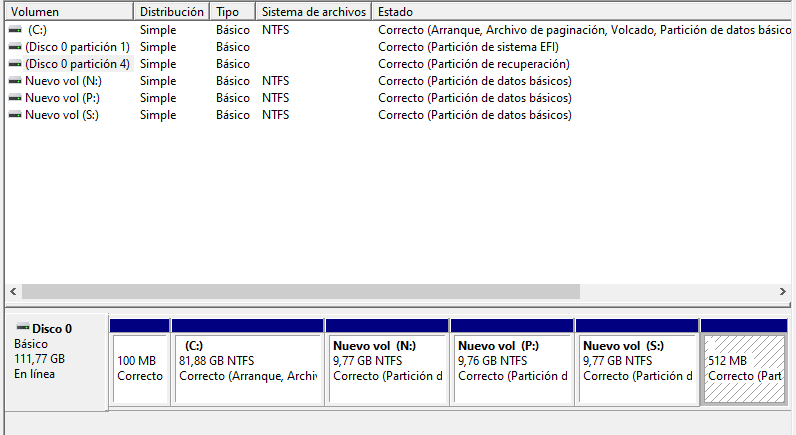 Volumen Distribución Tipo Sistema de archivos Estado
(C:) Simple Básico NTFS Correcto (Arranque, Archivo de paginación, Volcado, Partición de datos básico
(Disco 0 partición 1) Simple Básico Correcto (Partición de sistema EFI)
(Disco 0 partición 4) Simple Básico Correcto (Partición de recuperación)
Nuevo vol (N:) Simple Básico NTFS Correcto (Partición de datos básicos)
Nuevo vol (P:) Simple Básico NTFS Correcto (Partición de datos básicos)
Nuevo vol (S:) Simple Básico NTFS Correcto (Partición de datos básicos)
Disco 0
Básico
111,77 GB
En línea
100 MB
Correcto
(C:)
81,88 GB NTFS
Correcto (Arranque, Archi
Nuevo vol (N:)
9,77 GB NTFS
Correcto (Partición d
Nuevo vol (P:)
9,76 GB NTFS
Correcto (Partición d
Nuevo vol (S:)
9,77 GB NTFS
Correcto (Partición d
512 MB
Correcto (Part